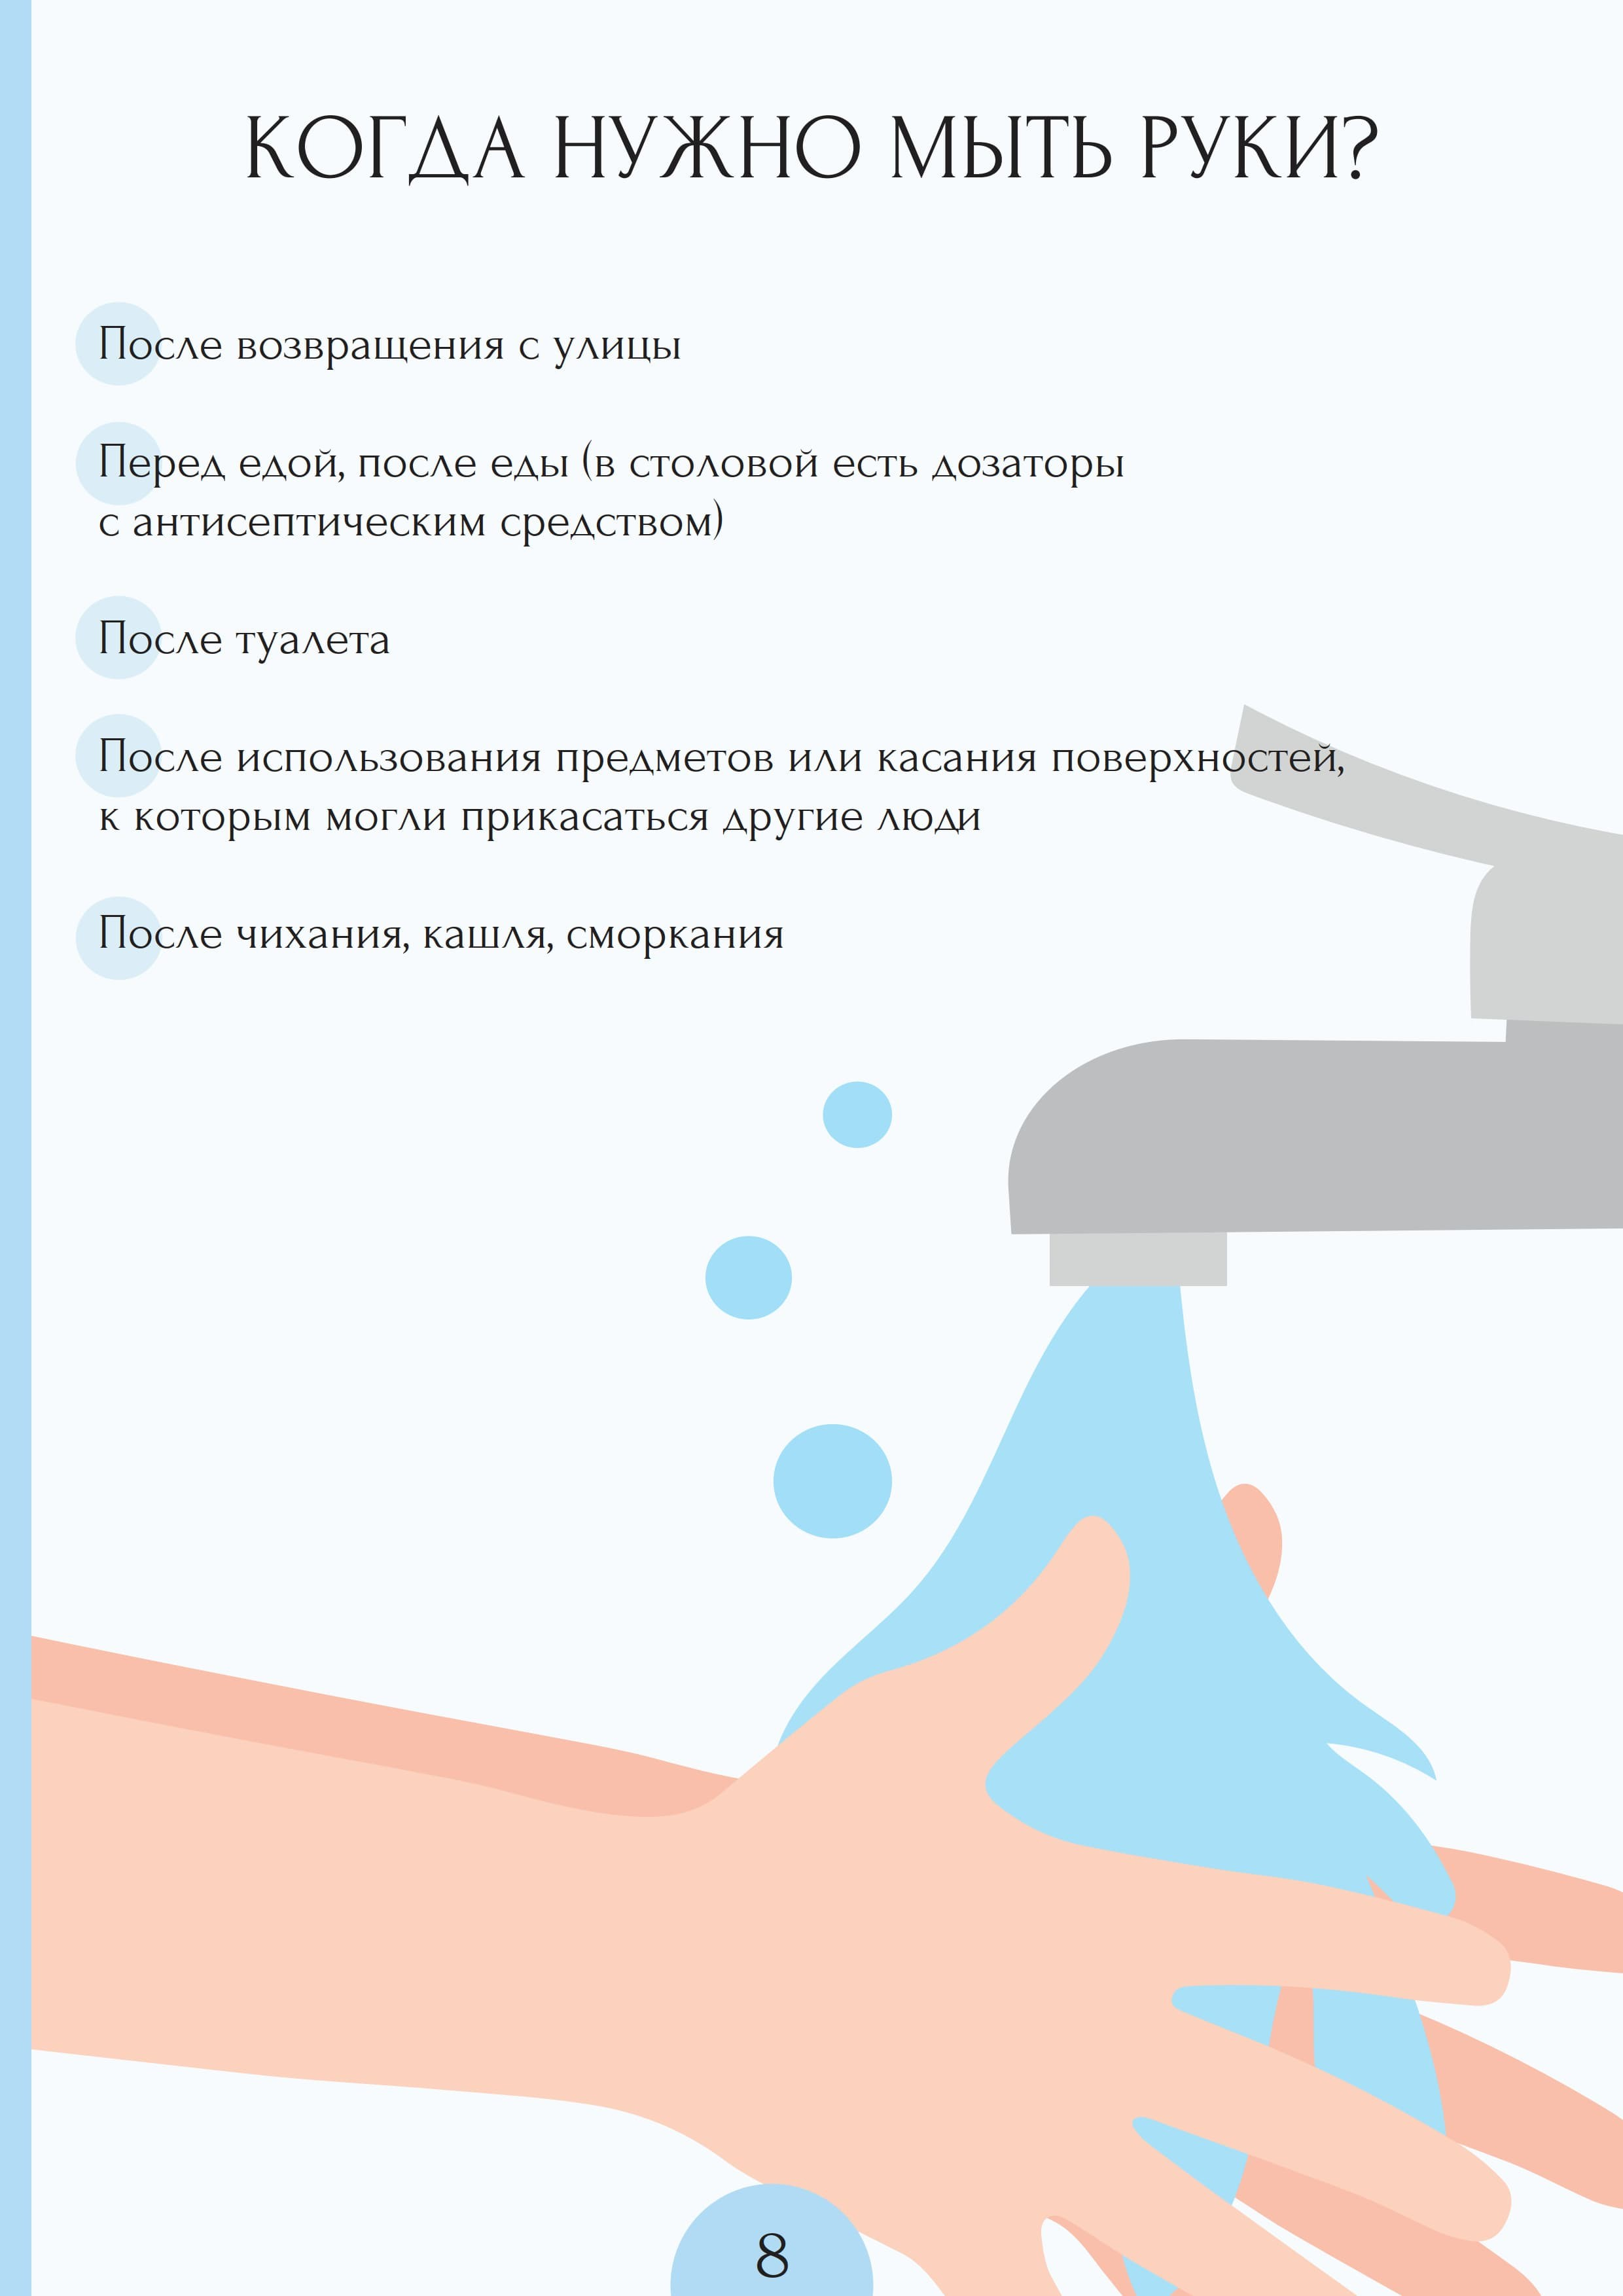 КОГДА НУЖНО МЫТЬ РУКИ?
После возвращения с улицы
Перед едой, после еды (в столовой есть дозаторы
с антисептическим средством)
После туалета
После использования предметов или касания поверхностей,
к которым могли прикасаться другие люди
После чихания, кашля, сморкания
8